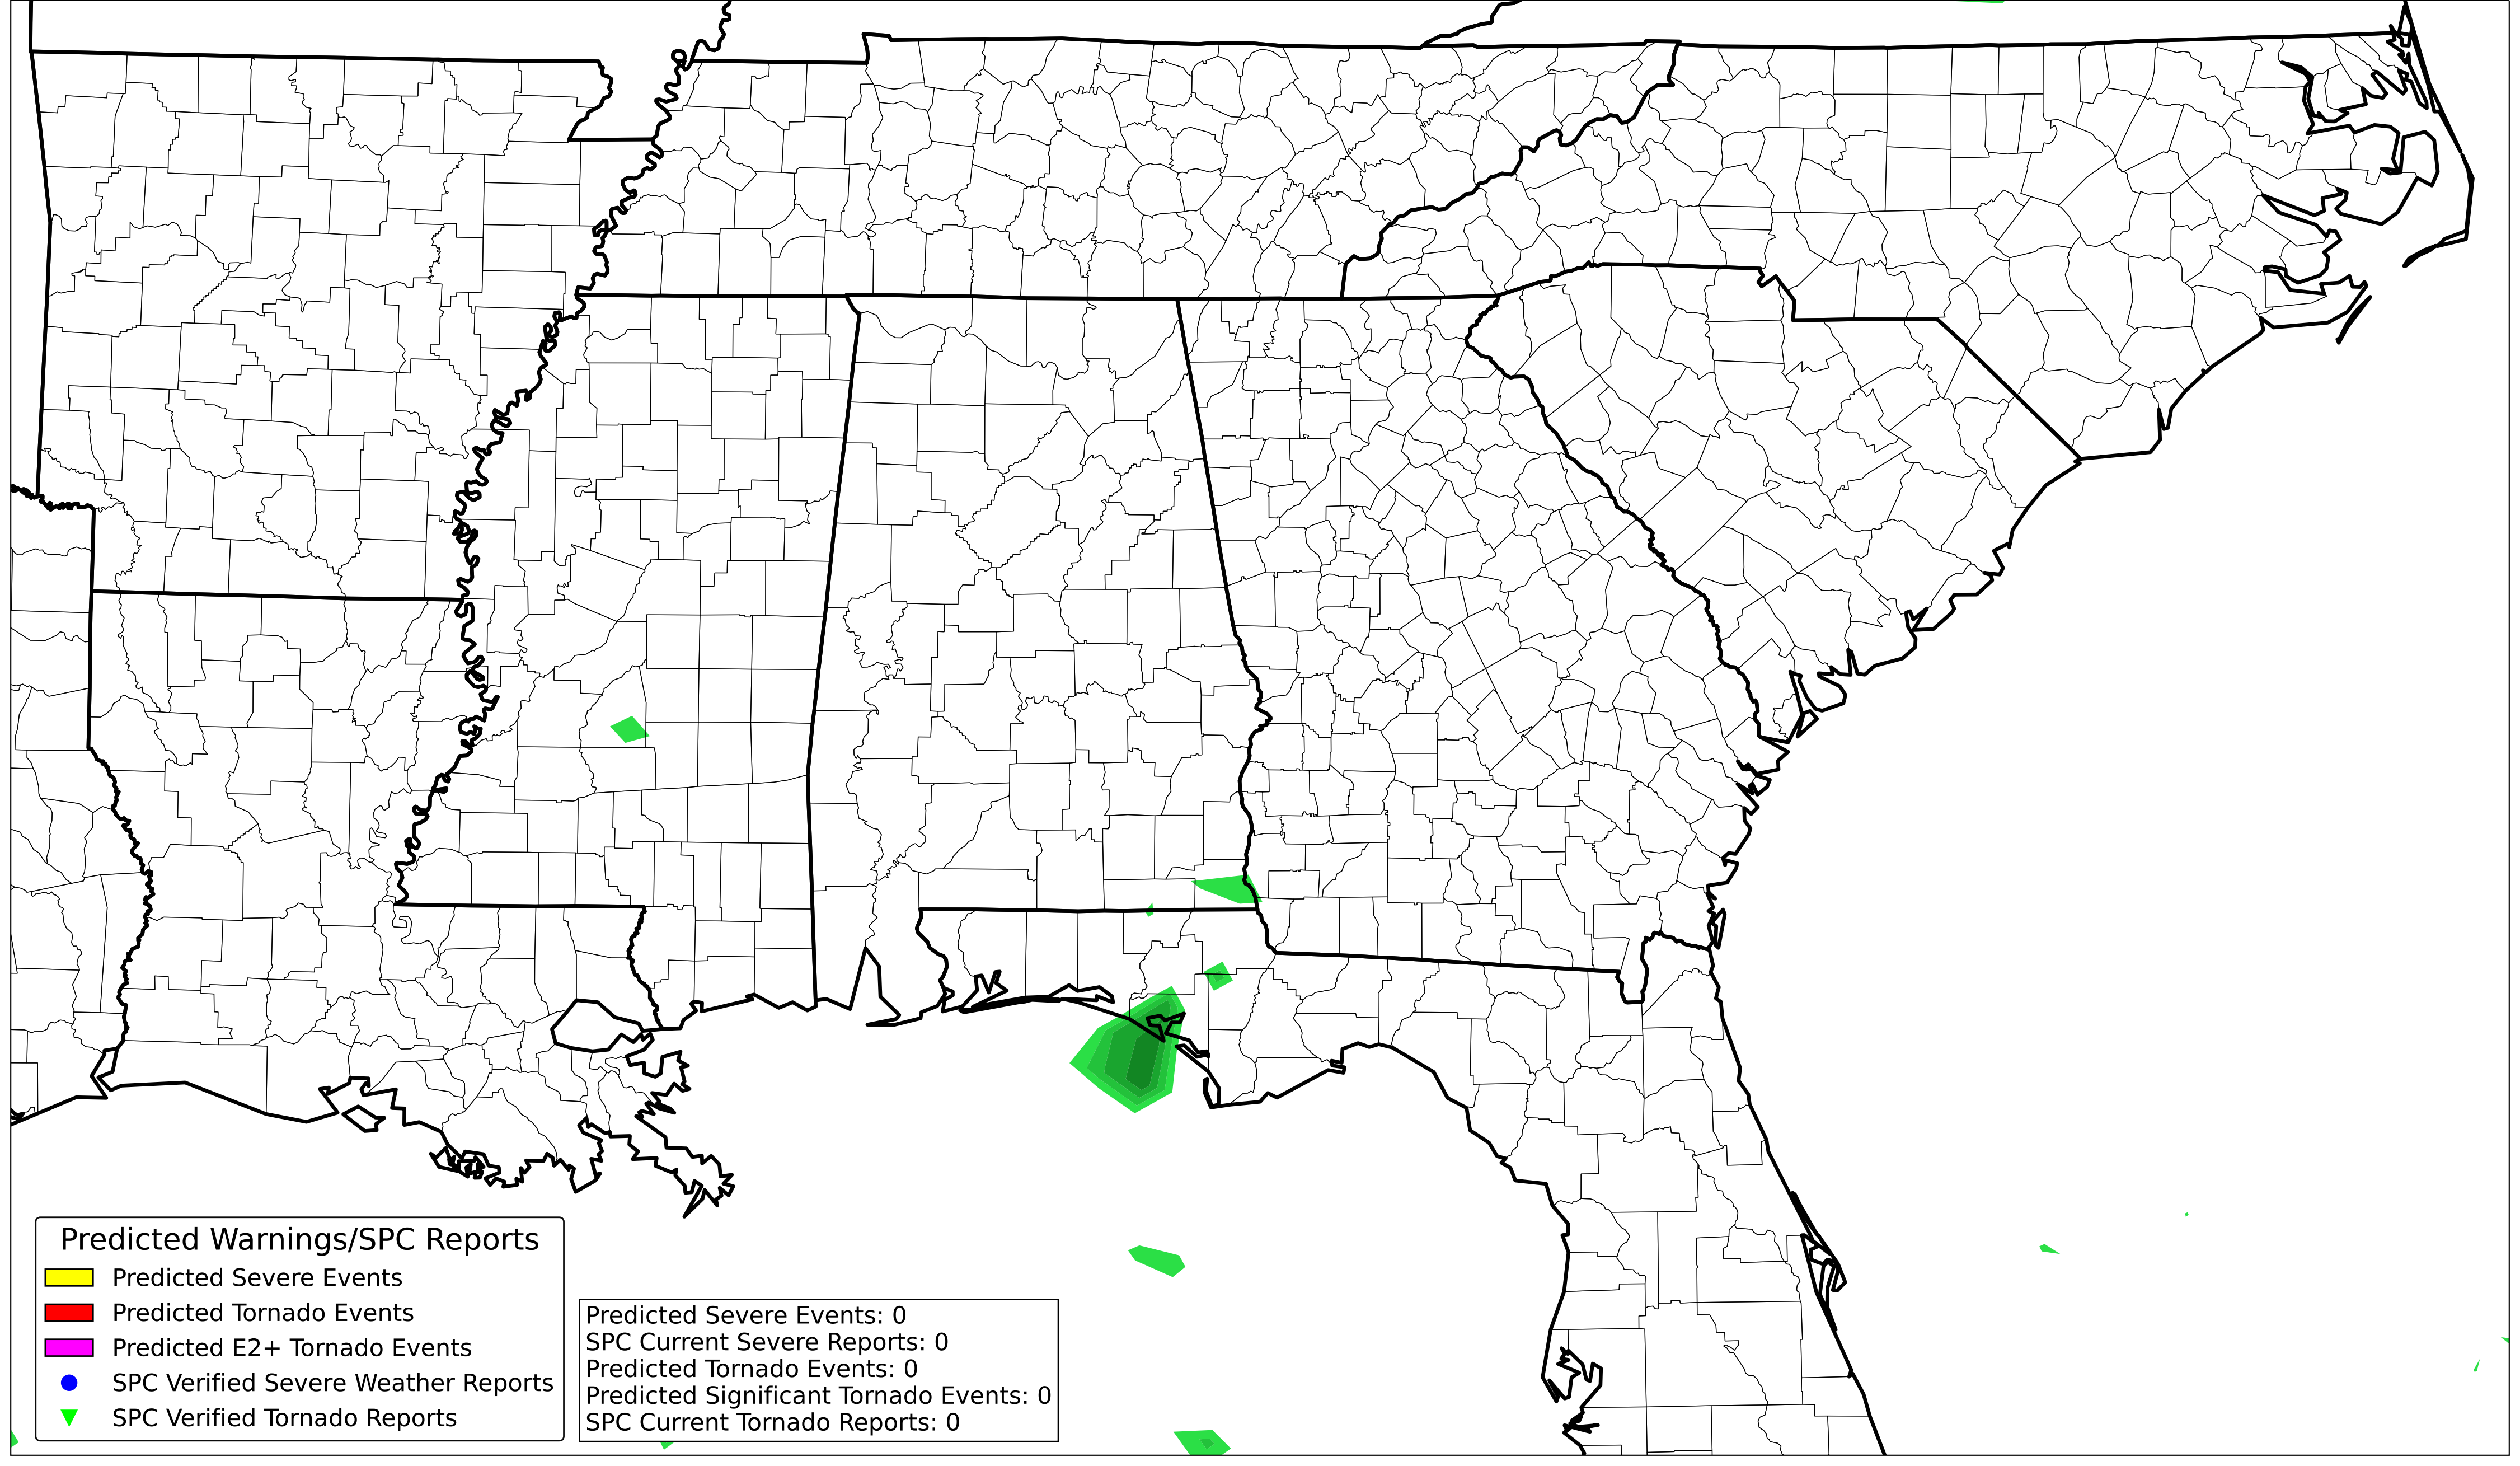 Predicted Warnings/SPC Reports
Predicted Severe Events
Predicted Tornado Events
Predicted E2+ Tornado Events
SPC Verified Severe Weather Reports
SPC Verified Tornado Reports
Predicted Severe Events: 0
SPC Current Severe Reports: 0
Predicted Tornado Events: 0
Predicted Significant Tornado Events: 0
SPC Current Tornado Reports: 0